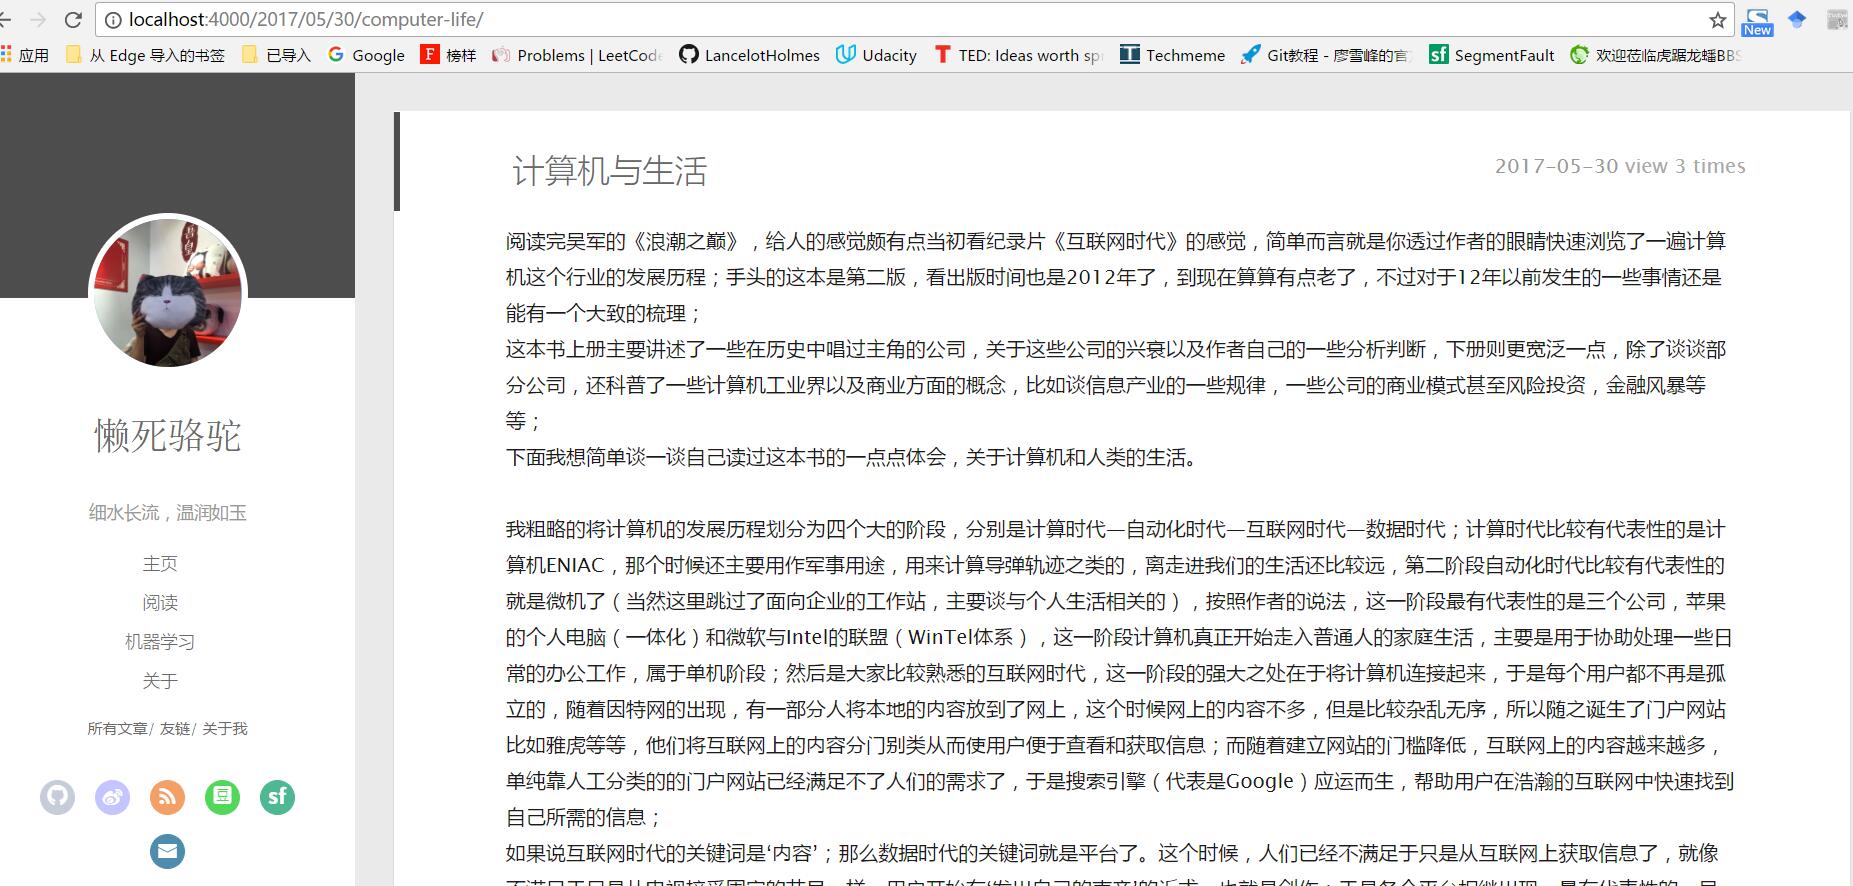 localhost:4000/2017/05/30/computer-life/
New
应用 从 Edge 导入的书签 已导入 Google F 榜样 Problems | LeetCode LancelotHolmes Udacity T TED: Ideas worth sp Techmeme Git教程 - 廖雪峰的官 sf SegmentFault 欢迎莅临虎踞龙蟠BBS
懒死骆驼
细水长流，温润如玉
主页
阅读
机器学习
关于
所有文章/ 友链/ 关于我
豆 sf
计算机与生活
2017-05-30 view 3 times
阅读完吴军的《浪潮之巅》，给人的感觉颇有点当初看纪录片《互联网时代》的感觉，简单而言就是你透过作者的眼睛快速浏览了一遍计算
机这个行业的发展历程；手头的这本是第二版，看出版时间也是2012年了，到现在算算有点老了，不过对于12年以前发生的一些事情还是
能有一个大致的梳理；
这本书上册主要讲述了一些在历史中唱过主角的公司，关于这些公司的兴衰以及作者自己的一些分析判断，下册则更宽泛一点，除了谈谈部
分公司，还科普了一些计算机工业界以及商业方面的概念，比如谈信息产业的一些规律，一些公司的商业模式甚至风险投资，金融风暴等
等；
下面我想简单谈一谈自己读过这本书的一点点体会，关于计算机和人类的生活。
我粗略的将计算机的发展历程划分为四个大的阶段，分别是计算时代—自动化时代—互联网时代—数据时代；计算时代比较有代表性的是计
算机ENIAC，那个时候还主要用作军事用途，用来计算导弹轨迹之类的，离走进我们的生活还比较远，第二阶段自动化时代比较有代表性的
就是微机了（当然这里跳过了面向企业的工作站，主要谈与个人生活相关的），按照作者的说法，这一阶段最有代表性的是三个公司，苹果
的个人电脑（一体化）和微软与Intel的联盟（WinTel体系），这一阶段计算机真正开始走入普通人的家庭生活，主要是用于协助处理一些日
常的办公工作，属于单机阶段；然后是大家比较熟悉的互联网时代，这一阶段的强大之处在于将计算机连接起来，于是每个用户都不再是孤
立的，随着因特网的出现，有一部分人将本地的内容放到了网上，这个时候网上的内容不多，但是比较杂乱无序，所以随之诞生了门户网站
比如雅虎等等，他们将互联网上的内容分门别类从而使用户便于查看和获取信息；而随着建立网站的门槛降低，互联网上的内容越来越多，
单纯靠人工分类的的门户网站已经满足不了人们的需求了，于是搜索引擎（代表是Google）应运而生，帮助用户在浩瀚的互联网中快速找到
自己所需的信息；
如果说互联网时代的关键词是‘内容’；那么数据时代的关键词就是平台了。这个时候，人们已经不满足于只是从互联网上获取信息了，就像